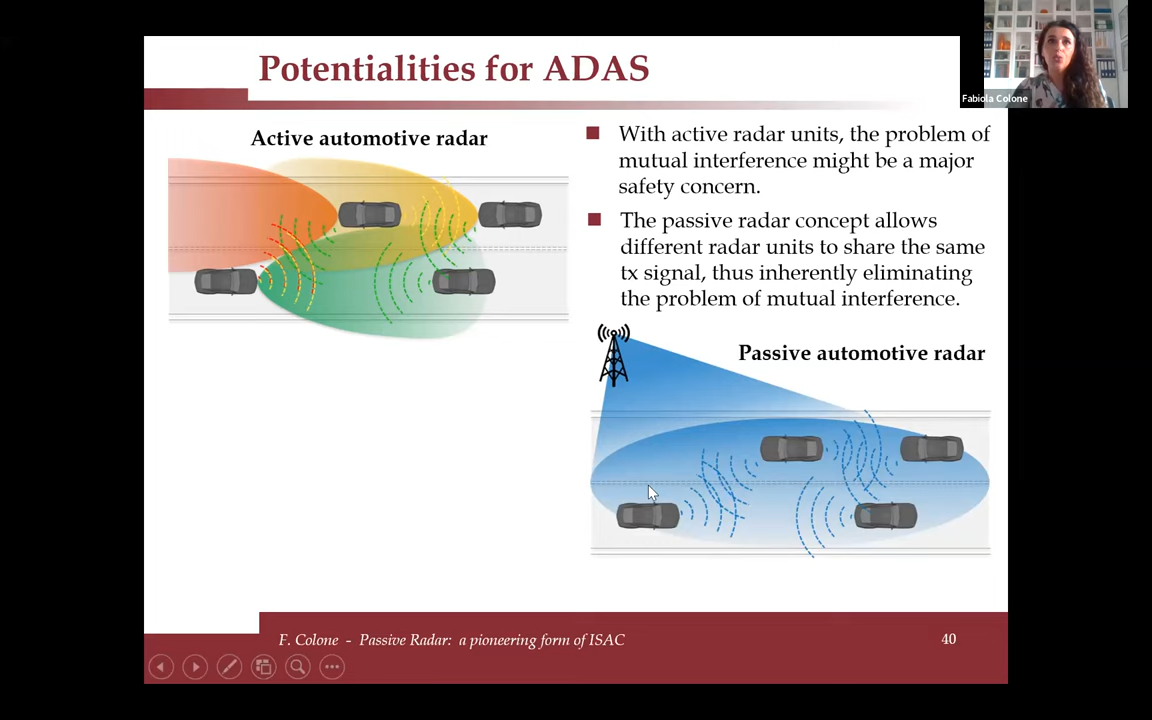 Potentialities for ADAS
Fabiola Colone
Active automotive radar
With active radar units, the problem of
mutual interference might be a major
safety concern.
The passive radar concept allows
different radar units to share the same
tx signal, thus inherently eliminating
the problem of mutual interference.
Passive automotive radar
F. Colone - Passive Radar: a pioneering form of ISAC
40